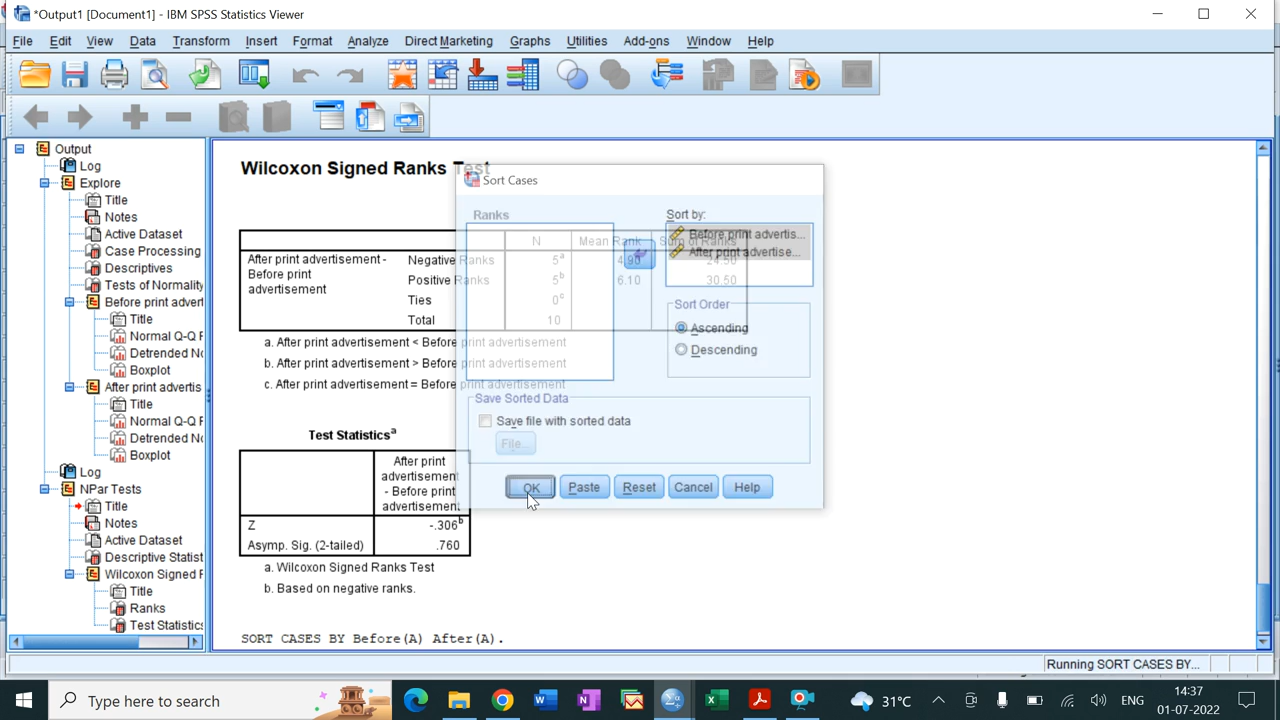 *Output1 [Document1] - IBM SPSS Statistics Viewer
File Edit View Data Transform Insert Format Analyze Direct Marketing Graphs Utilities Add-ons Window Help
Output
Log
Explore
Title
Notes
Active Dataset
Case Processing
Descriptives
Tests of Normality
Before print advert
Title
Normal Q-Q P
Detrended No
Boxplot
After print advertis
Title
Normal Q-Q P
Detrended No
Boxplot
Log
NPar Tests
Title
Notes
Active Dataset
Descriptive Statist
Wilcoxon Signed R
Title
Ranks
Test Statistics
Wilcoxon Signed Ranks Test
Ranks
N Mean Rank Sum of Ranks
After print advertisement - Negative Ranks 5a 4.90 24.50
Before print Positive Ranks 5b 6.10 30.50
advertisement
Ties 0c
Total 10
a. After print advertisement < Before print advertisement
b. After print advertisement > Before print advertisement
c. After print advertisement = Before print advertisement
Test Statisticsa
After print
advertisement
- Before print
advertisement
Z -.306b
Asymp. Sig. (2-tailed) .760
a. Wilcoxon Signed Ranks Test
b. Based on negative ranks.
SORT CASES BY Before(A) After(A).
Sort Cases
Sort by:
Before print advertis...
After print advertise...
Sort Order
Ascending
Descending
Save Sorted Data
Save file with sorted data
File...
OK Paste Reset Cancel Help
Running SORT CASES BY...
Type here to search
31°C
ENG
14:37
01-07-2022